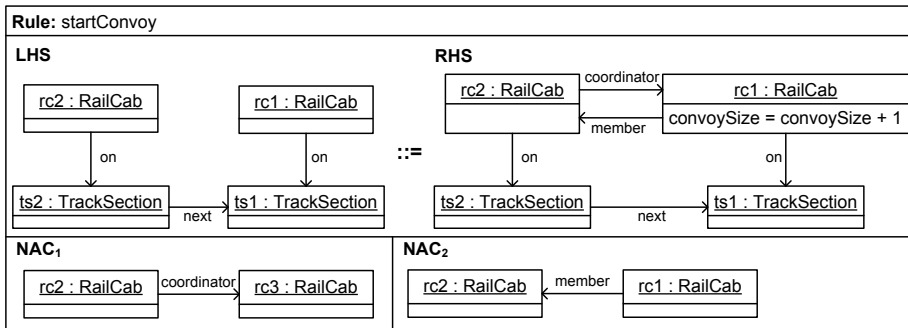 Rule: startConvoy
LHS
RHS
rc2 : RailCab
rc1 : RailCab
rc2 : RailCab
coordinator
rc1 : RailCab
member
convoySize = convoySize + 1
on
on
::=
on
on
ts2 : TrackSection
next
ts1 : TrackSection
ts2 : TrackSection
next
ts1 : TrackSection
NAC1
NAC2
rc2 : RailCab
coordinator
rc3 : RailCab
rc2 : RailCab
member
rc1 : RailCab